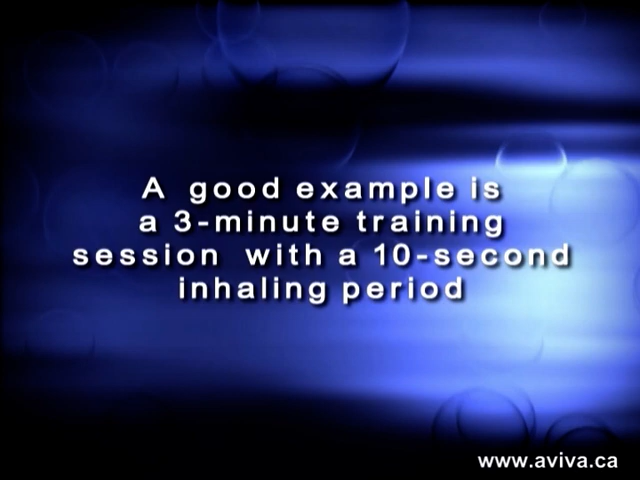 A good example is
a 3-minute training
session with a 10-second
inhaling period
www.aviva.ca